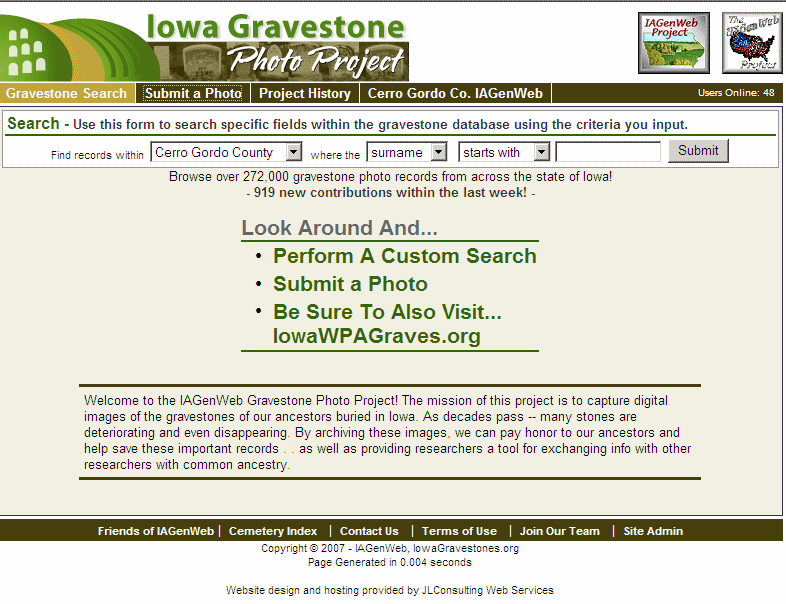 Iowa Gravestone
Photo Project
IAGenWeb
Project
The
USGenWeb
Project
Gravestone Search
Submit a Photo
Project History
Cerro Gordo Co. IAGenWeb
Users Online: 48
Search - Use this form to search specific fields within the gravestone database using the criteria you input.
Find records within Cerro Gordo County where the surname starts with Submit
Browse over 272,000 gravestone photo records from across the state of Iowa!
- 919 new contributions within the last week! -
Look Around And...
• Perform A Custom Search
• Submit a Photo
• Be Sure To Also Visit...
IowaWPAGraves.org
Welcome to the IAGenWeb Gravestone Photo Project! The mission of this project is to capture digital
images of the gravestones of our ancestors buried in Iowa. As decades pass -- many stones are
deteriorating and even disappearing. By archiving these images, we can pay honor to our ancestors and
help save these important records . . as well as providing researchers a tool for exchanging info with other
researchers with common ancestry.
Friends of IAGenWeb | Cemetery Index | Contact Us | Terms of Use | Join Our Team | Site Admin
Copyright © 2007 - IAGenWeb, IowaGravestones.org
Page Generated in 0.004 seconds
Website design and hosting provided by JLConsulting Web Services